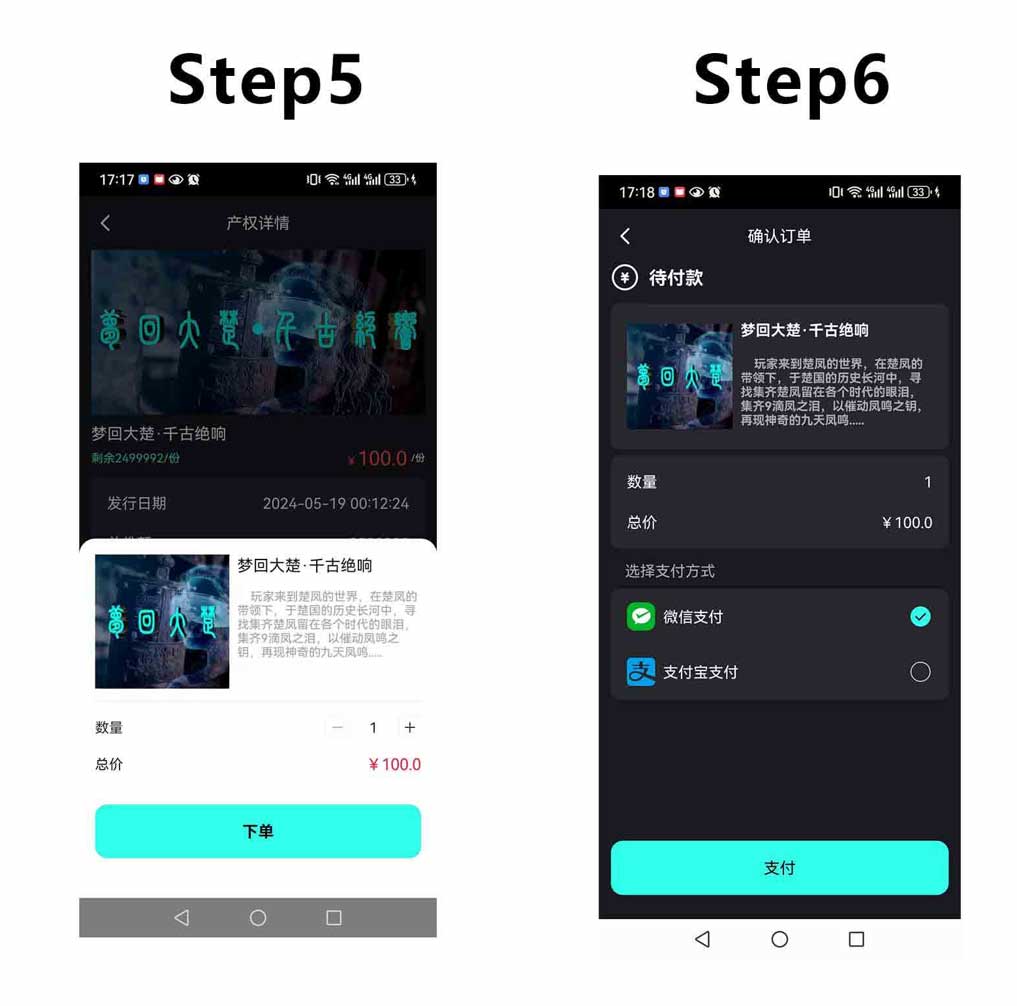 Step5
Step6
17:17
4G
4G
33
产权详情
梦回大楚·千古絕響
梦回大楚·千古绝响
剩余2499992/份
¥100.0/份
发行日期
2024-05-19 00:12:24
梦回大楚
梦回大楚·千古绝响
玩家来到楚凤的世界，在楚凤的
带领下，于楚国的历史长河中，寻
找集齐楚凤留在各个时代的眼泪，
集齐9滴凤之泪，以催动凤鸣之
钥，再现神奇的九天凤鸣.....
数量
1
总价
¥100.0
下单
17:18
4G
4G
33
确认订单
¥
待付款
梦回大楚
梦回大楚·千古绝响
玩家来到楚凤的世界，在楚凤的
带领下，于楚国的历史长河中，寻
找集齐楚凤留在各个时代的眼泪，
集齐9滴凤之泪，以催动凤鸣之钥，
再现神奇的九天凤鸣.....
数量
1
总价
¥100.0
选择支付方式
微信支付
支
支付宝支付
支付